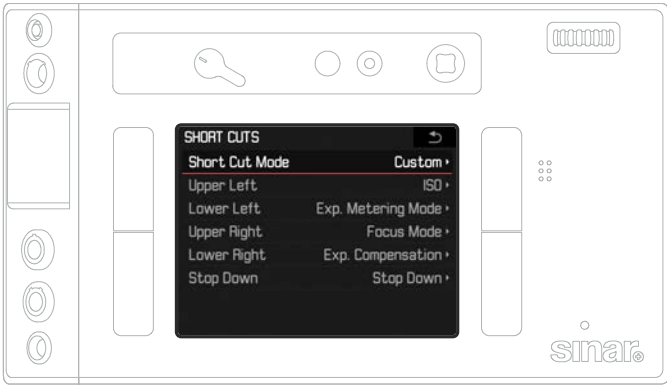 SHORT CUTS
Short Cut Mode Custom
Upper Left ISO
Lower Left Exp. Metering Mode
Upper Right Focus Mode
Lower Right Exp. Compensation
Stop Down Stop Down
sinar